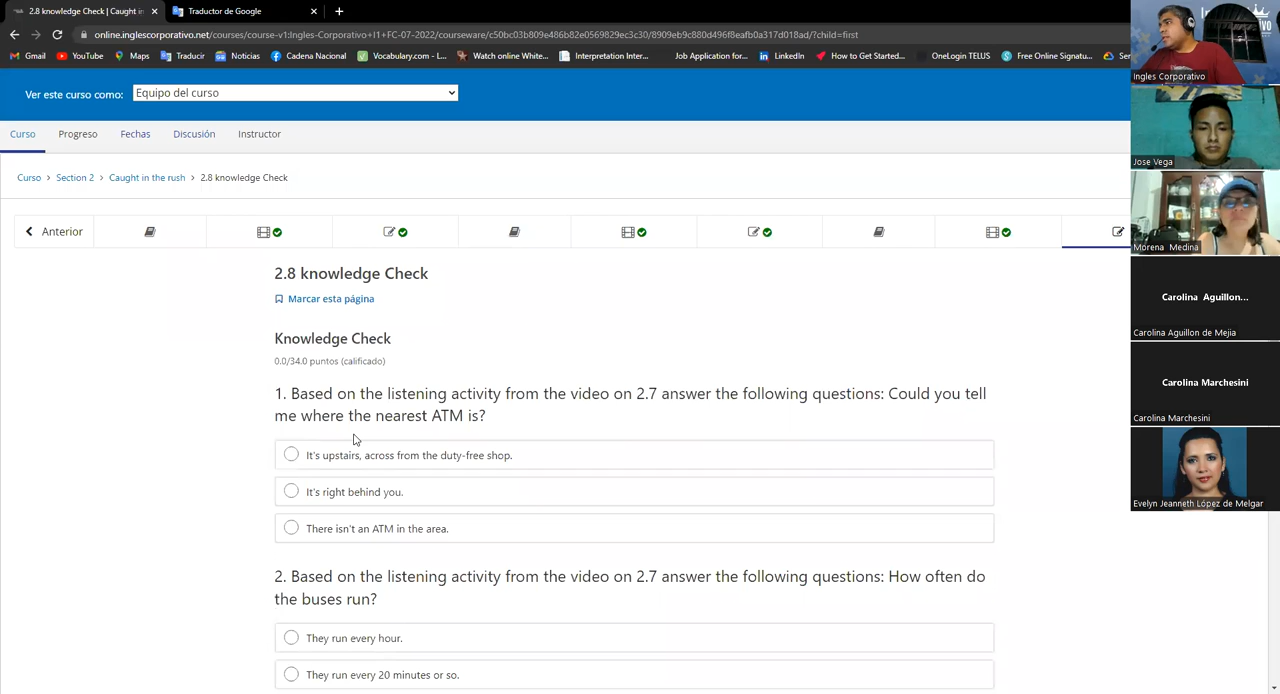 2.8 knowledge Check | Caught in
Traductor de Google
online.inglescorporativo.net/courses/course-v1:Ingles-Corporativo+I1+FC-07-2022/courseware/c50bc03b809e486b82e0569829ec3c30/8909eb9c880d496f8eafb0a317d018ad/?child=first
Gmail YouTube Maps Traducir Noticias Cadena Nacional Vocabulary.com - L... Watch online White... Interpretation Inter... Job Application for... LinkedIn How to Get Started... OneLogin TELUS Free Online Signatu...
Ver este curso como: Equipo del curso
Curso Progreso Fechas Discusión Instructor
Curso > Section 2 > Caught in the rush > 2.8 knowledge Check
Anterior
2.8 knowledge Check
Marcar esta página
Knowledge Check
0.0/34.0 puntos (calificado)
1. Based on the listening activity from the video on 2.7 answer the following questions: Could you tell
me where the nearest ATM is?
It's upstairs, across from the duty-free shop.
It's right behind you.
There isn't an ATM in the area.
2. Based on the listening activity from the video on 2.7 answer the following questions: How often do
the buses run?
They run every hour.
They run every 20 minutes or so.
Ingles Corporativo
Jose Vega
Morena Medina
Carolina Aguillon...
Carolina Aguillon de Mejia
Carolina Marchesini
Carolina Marchesini
Evelyn Jeanneth López de Melgar